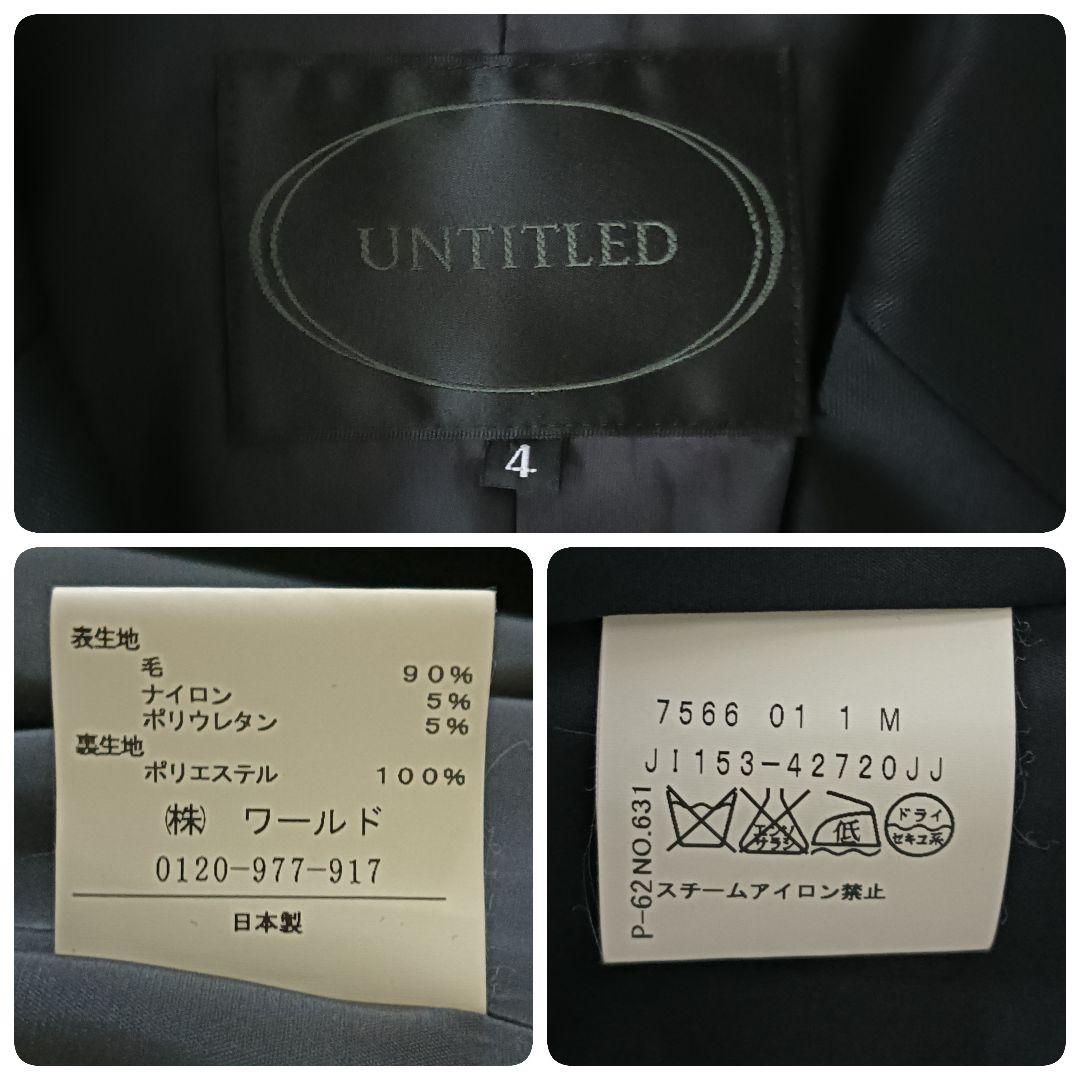 UNTITLED
4
表生地
毛 90%
ナイロン 5%
ポリウレタン 5%
裏生地
ポリエステル 100%
㈱ ワールド
0120-977-917
日本製
7566 01 1 M
JI153-42720JJ
エンソ
サラシ
低
ドライ
セキユ系
スチームアイロン禁止
P-62NO.631